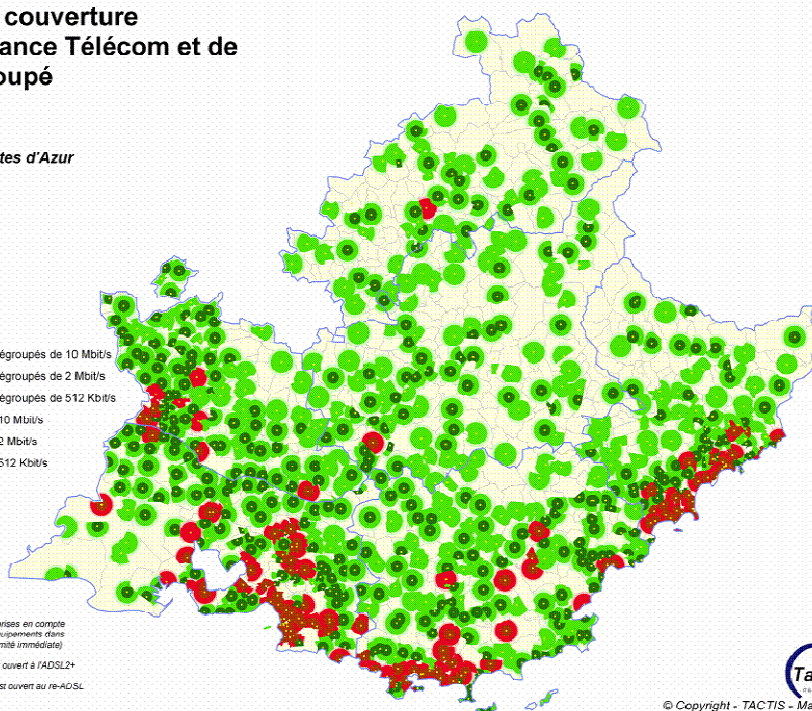 couverture
ance Télécom et de
oupé
tes d'Azur
égroupés de 10 Mbit/s
égroupés de 2 Mbit/s
égroupés de 512 Kbit/s
10 Mbit/s
2 Mbit/s
512 Kbit/s
rises en compte
uipements dans
mité immédiate)
ouvert à l'ADSL2+
st ouvert au re-ADSL
Ta
© Copyright - TACTIS - Me